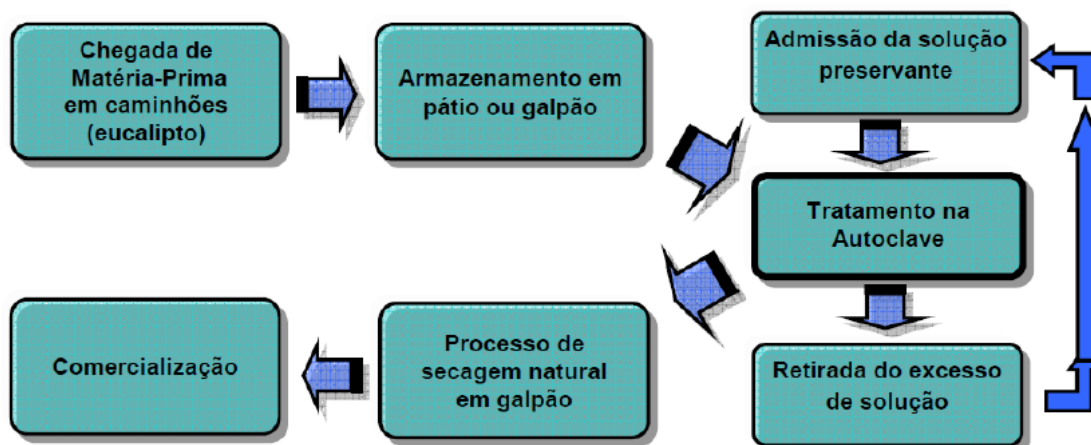 Chegada de
Matéria-Prima
em caminhões
(eucalipto)
Armazenamento em
pátio ou galpão
Admissão da solução
preservante
Tratamento na
Autoclave
Retirada do excesso
de solução
Processo de
secagem natural
em galpão
Comercialização